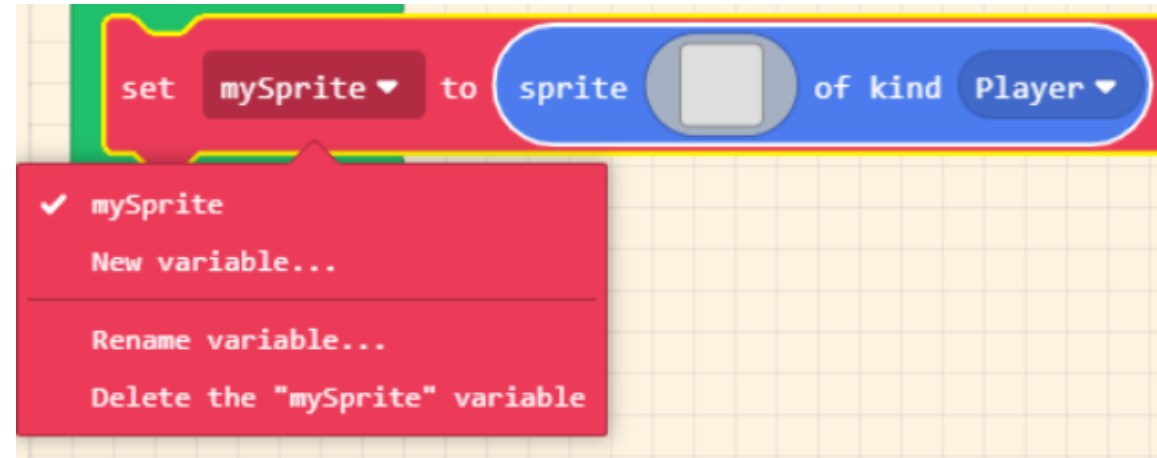 set mySprite to sprite of kind Player
mySprite
New variable...
Rename variable...
Delete the "mySprite" variable